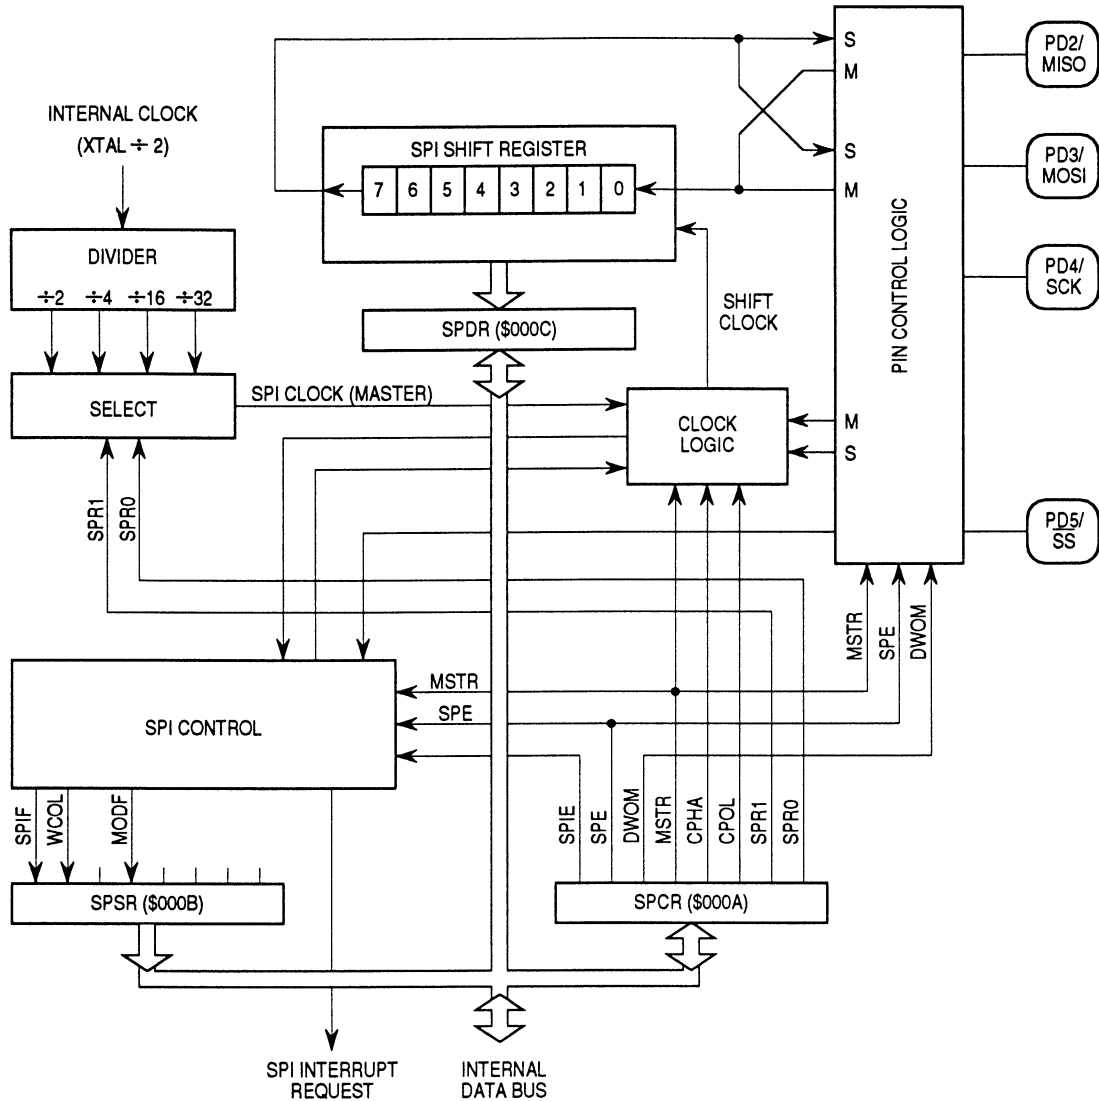 S
M
PD2/
MISO
INTERNAL CLOCK
(XTAL ÷ 2)
SPI SHIFT REGISTER
7 6 5 4 3 2 1 0
S
M
PD3/
MOSI
DIVIDER
÷2 ÷4 ÷16 ÷32
PIN CONTROL LOGIC
PD4/
SCK
SHIFT
CLOCK
SPDR ($000C)
SELECT
SPI CLOCK (MASTER)
CLOCK
LOGIC
M
S
SPR1
SPR0
PD5/
SS
MSTR
SPE
DWOM
MSTR
SPE
SPI CONTROL
SPIF
WCOL
MODF
SPIE
SPE
DWOM
MSTR
CPHA
CPOL
SPR1
SPR0
SPSR ($000B)
SPCR ($000A)
SPI INTERRUPT
REQUEST
INTERNAL
DATA BUS